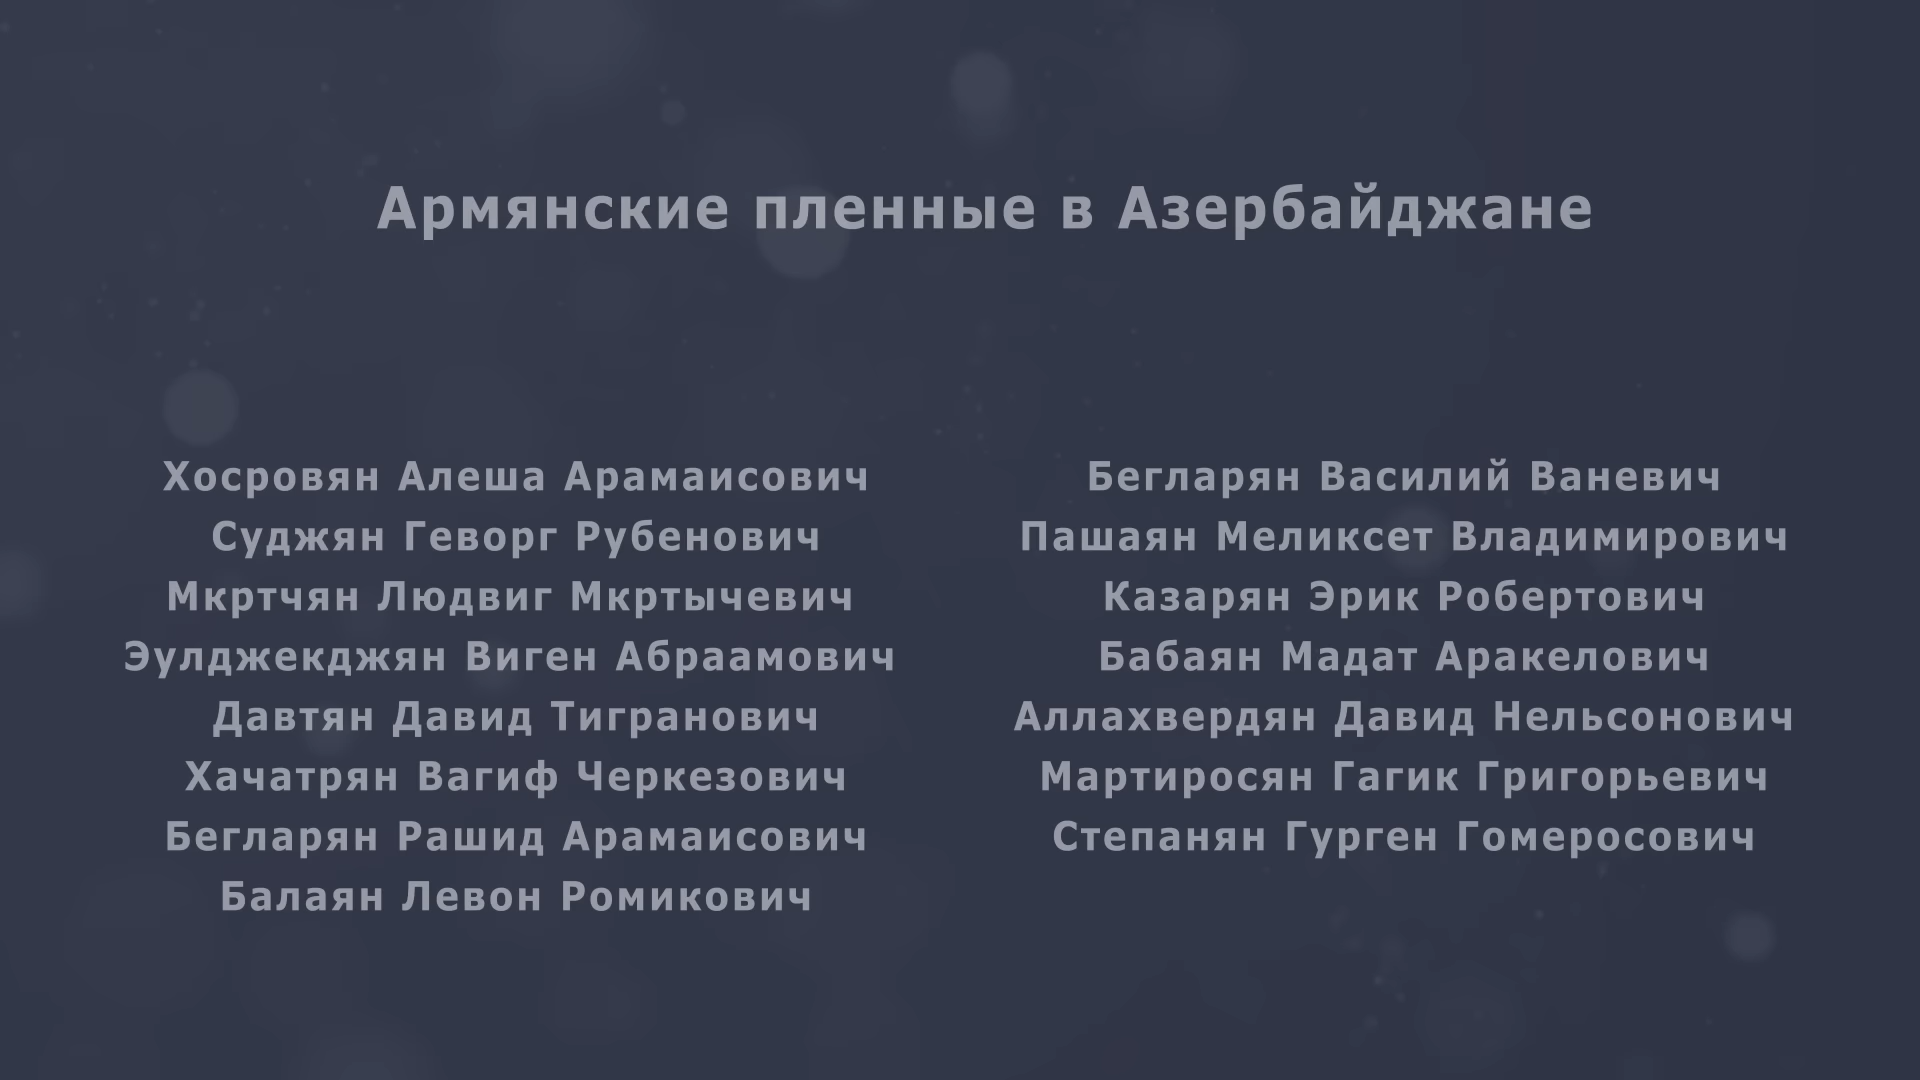 Армянские пленные в Азербайджане
Хосровян Алеша Арамаисович
Суджян Геворг Рубенович
Мкртчян Людвиг Мкртычевич
Эулджекджян Виген Абраамович
Давтян Давид Тигранович
Хачатрян Вагиф Черкезович
Бегларян Рашид Арамаисович
Балаян Левон Ромикович
Бегларян Василий Ваневич
Пашаян Меликсет Владимирович
Казарян Эрик Робертович
Бабаян Мадат Аракелович
Аллахвердян Давид Нельсонович
Мартиросян Гагик Григорьевич
Степанян Гурген Гомеросович